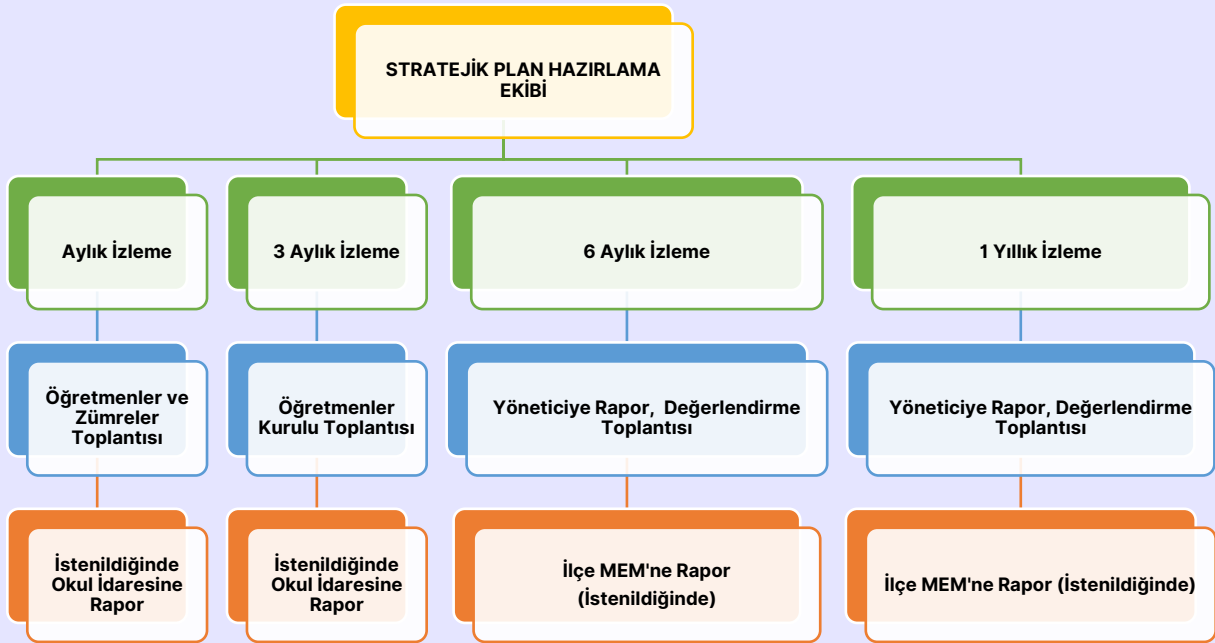 STRATEJİK PLAN HAZIRLAMA
EKİBİ
Aylık İzleme
3 Aylık İzleme
6 Aylık İzleme
1 Yıllık İzleme
Öğretmenler ve
Zümreler
Toplantısı
Öğretmenler
Kurulu Toplantısı
Yöneticiye Rapor, Değerlendirme
Toplantısı
Yöneticiye Rapor, Değerlendirme
Toplantısı
İstenildiğinde
Okul İdaresine
Rapor
İstenildiğinde
Okul İdaresine
Rapor
İlçe MEM'ne Rapor
(İstenildiğinde)
İlçe MEM'ne Rapor (İstenildiğinde)